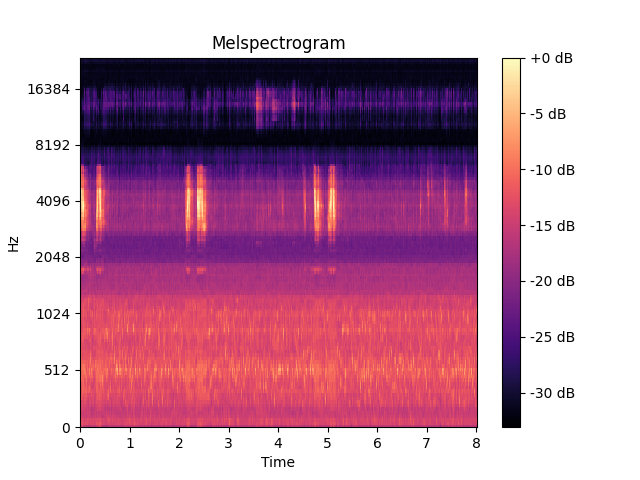 Melspectrogram
16384
8192
4096
2048
1024
512
0
Hz
0 1 2 3 4 5 6 7 8
Time
+0 dB
-5 dB
-10 dB
-15 dB
-20 dB
-25 dB
-30 dB